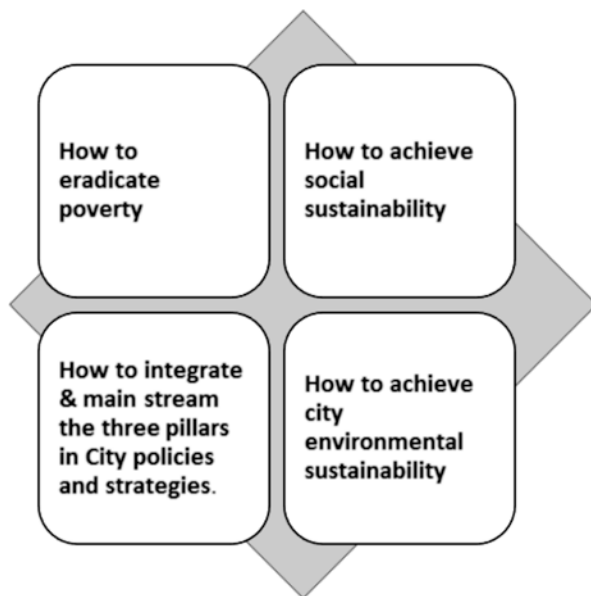 How to
eradicate
poverty
How to achieve
social
sustainability
How to integrate
& main stream
the three pillars
in City policies
and strategies.
How to achieve
city
environmental
sustainability